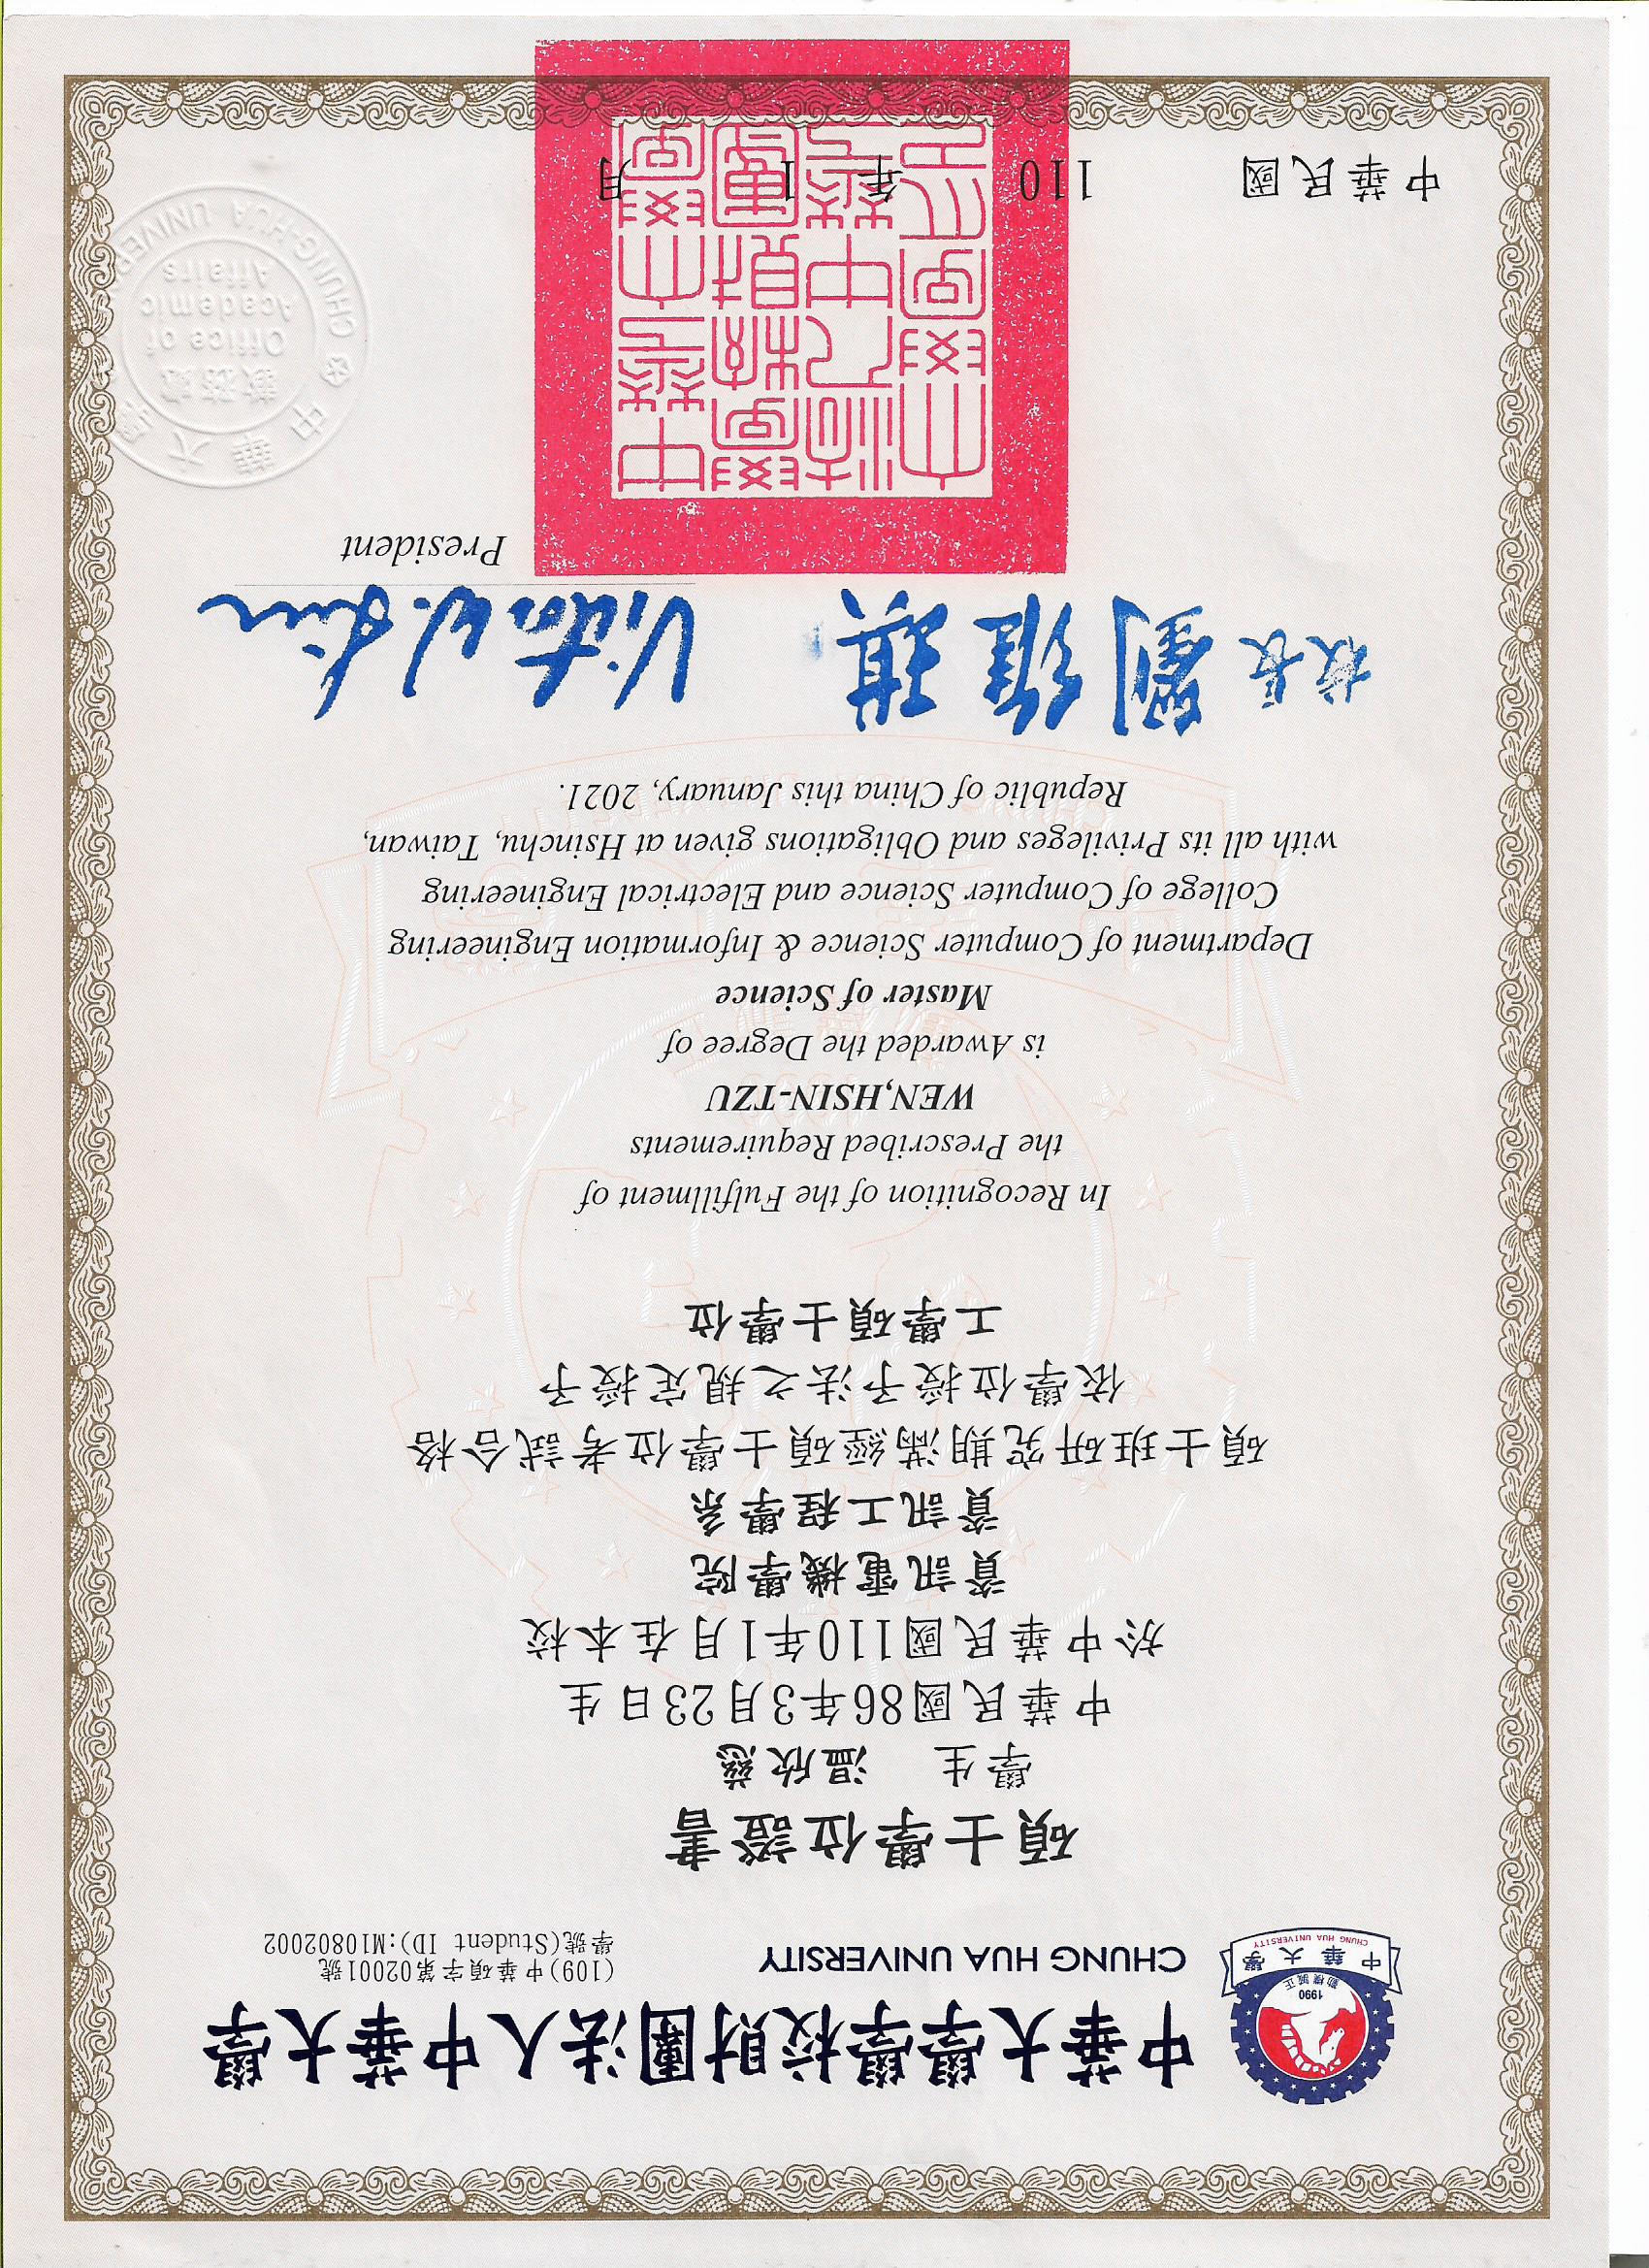 中華大學學校財團法人中華大學
1990
勤樸誠正
中華大學
CHUNG HUA UNIVERSITY
CHUNG HUA UNIVERSITY
(109)中華碩字第02001號
學號(Student ID):M10802002
碩士學位證書
學生 温欣慈
中華民國86年3月23日生
於中華民國110年1月在本校
資訊電機學院
資訊工程學系
碩士班研究期滿經碩士學位考試合格
依學位授予法之規定授予
工學碩士學位
In Recognition of the Fulfillment of
the Prescribed Requirements
WEN,HSIN-TZU
is Awarded the Degree of
Master of Science
Department of Computer Science & Information Engineering
College of Computer Science and Electrical Engineering
with all its Privileges and Obligations given at Hsinchu, Taiwan,
Republic of China this January, 2021.
校長 劉維琪 Victor W. Liu
President
中華大學
學校財團
法人中華
大學印
中華大學
教務處
Office of
Academic
Affairs
CHUNG-HUA UNIVER
中華民國 110 年 1 月